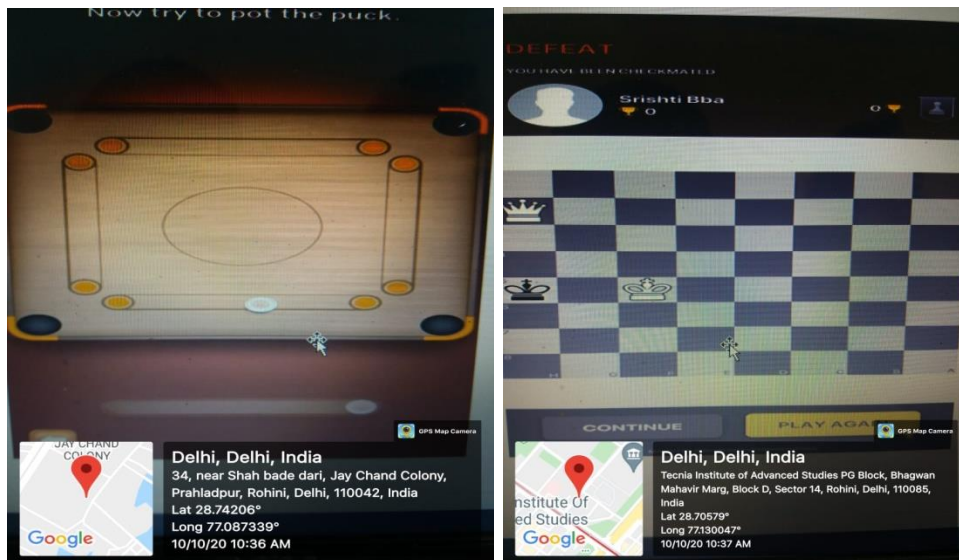 Now try to pot the puck.
GPS Map Camera
JAY CHAND
COLONY
Google
Delhi, Delhi, India
34, near Shah bade dari, Jay Chand Colony,
Prahladpur, Rohini, Delhi, 110042, India
Lat 28.74206°
Long 77.087339°
10/10/20 10:36 AM
DEFEAT
YOU HAVE BEEN CHECKMATED
Srishti Bba
0
0
H G F E D C B A
CONTINUE
PLAY AGA
GPS Map Camera
nstitute Of
ed Studies
Google
Delhi, Delhi, India
Tecnia Institute of Advanced Studies PG Block, Bhagwan
Mahavir Marg, Block D, Sector 14, Rohini, Delhi, 110085,
India
Lat 28.70579°
Long 77.130047°
10/10/20 10:37 AM